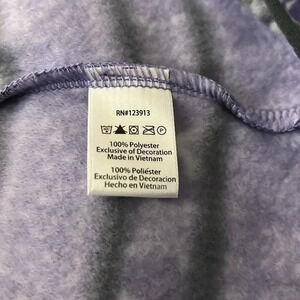 RN#123913
100% Polyester
Exclusive of Decoration
Made in Vietnam
100% Poliéster
Exclusivo de Decoracion
Hecho en Vietnam